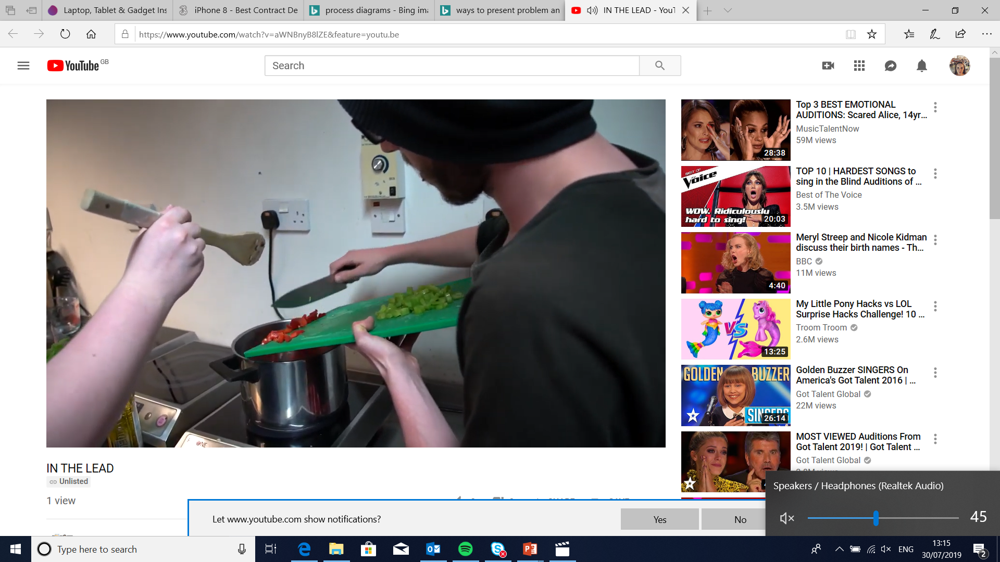 Laptop, Tablet & Gadget Ins
iPhone 8 - Best Contract De
process diagrams - Bing ima
ways to present problem an
IN THE LEAD - YouT
https://www.youtube.com/watch?v=aWNBnyB8lZE&feature=youtu.be
YouTube GB
Search
Top 3 BEST EMOTIONAL
AUDITIONS: Scared Alice, 14yr...
MusicTalentNow
59M views
28:38
BEST OF
the Voice
WOW. Ridiculously
hard to sing!
20:03
TOP 10 | HARDEST SONGS to
sing in the Blind Auditions of ...
Best of The Voice
3.5M views
Meryl Streep and Nicole Kidman
discuss their birth names - Th...
BBC
11M views
4:40
VS
13:25
My Little Pony Hacks vs LOL
Surprise Hacks Challenge! 10 ...
Troom Troom
2.6M views
GOLDEN BUZZER
SINGERS
26:14
Golden Buzzer SINGERS On
America's Got Talent 2016 | ...
Got Talent Global
22M views
MOST VIEWED Auditions From
Got Talent 2019! | Got Talent ...
Got Talent Global
IN THE LEAD
Unlisted
1 view
Let www.youtube.com show notifications?
Yes
No
Speakers / Headphones (Realtek Audio)
45
Type here to search
ENG
13:15
30/07/2019
2